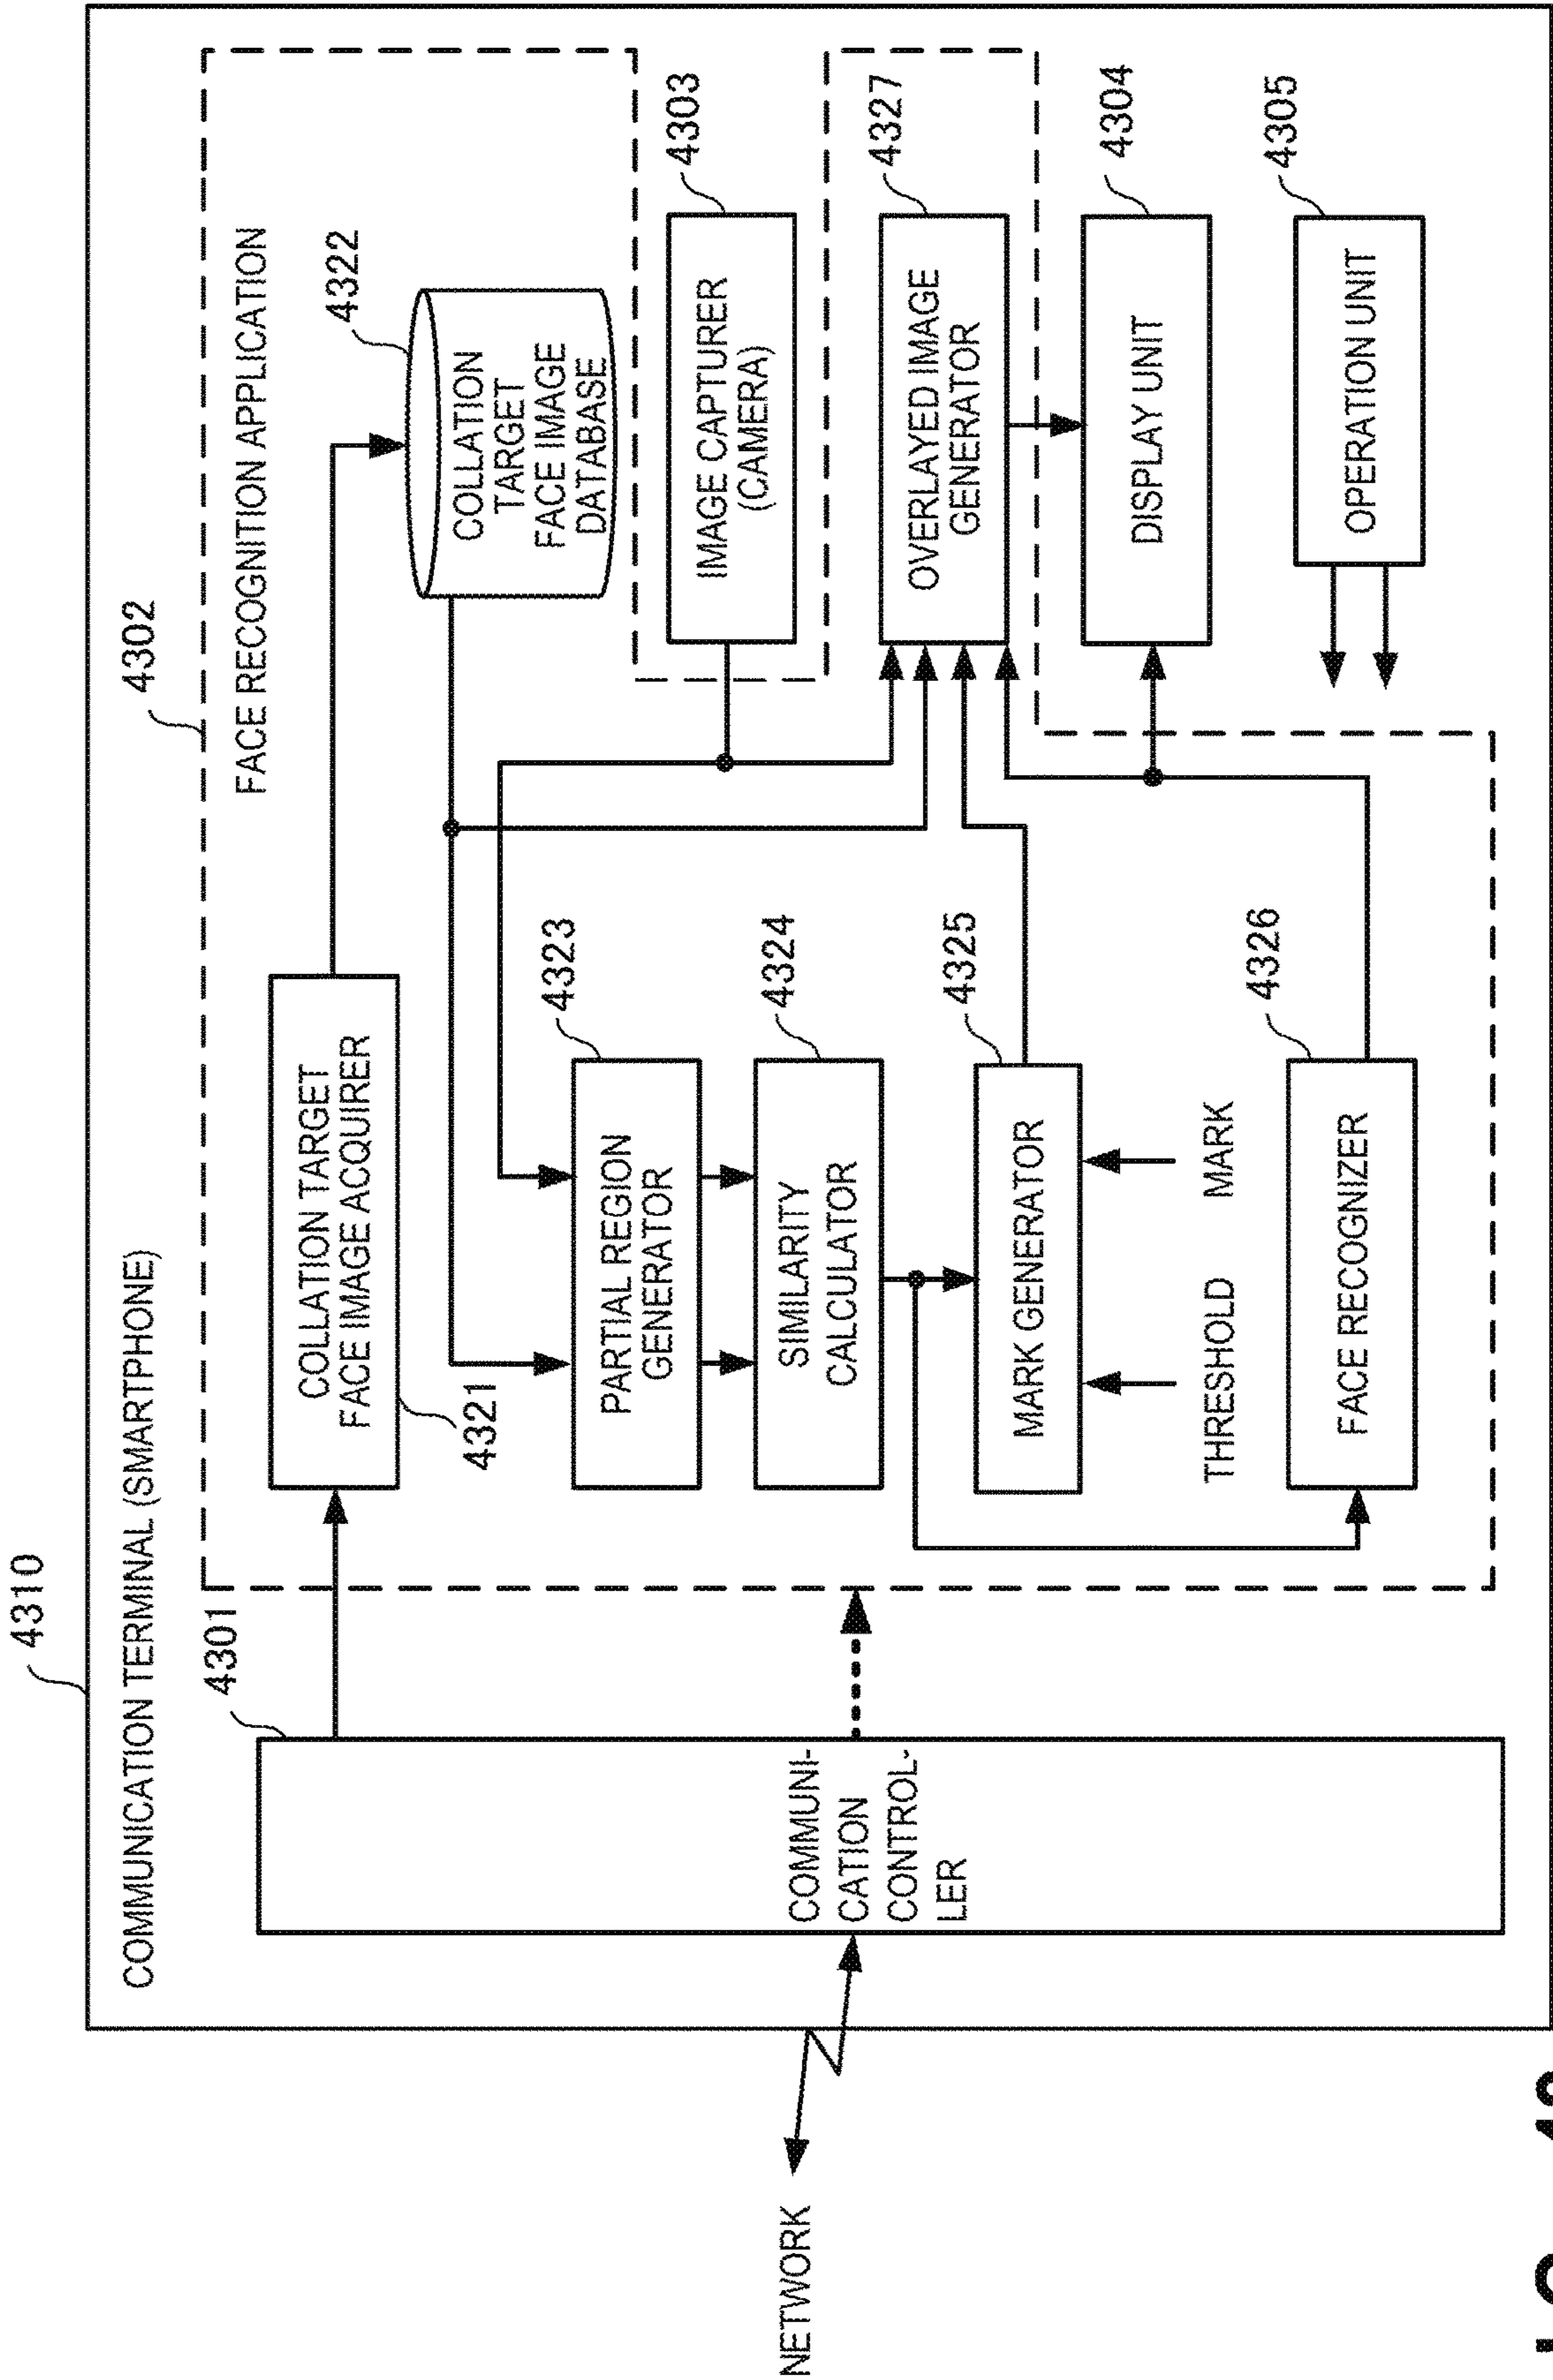 4310
COMMUNICATION TERMINAL (SMARTPHONE)
4302
FACE RECOGNITION APPLICATION
4301
COMMUNI-
CATION
CONTROL-
LER
NETWORK
COLLATION TARGET
FACE IMAGE ACQUIRER
4321
4322
COLLATION
TARGET
FACE IMAGE
DATABASE
4323
PARTIAL REGION
GENERATOR
4303
IMAGE CAPTURER
(CAMERA)
4324
SIMILARITY
CALCULATOR
4327
OVERLAYED IMAGE
GENERATOR
4325
MARK GENERATOR
4304
DISPLAY UNIT
THRESHOLD
MARK
4326
FACE RECOGNIZER
4305
OPERATION UNIT